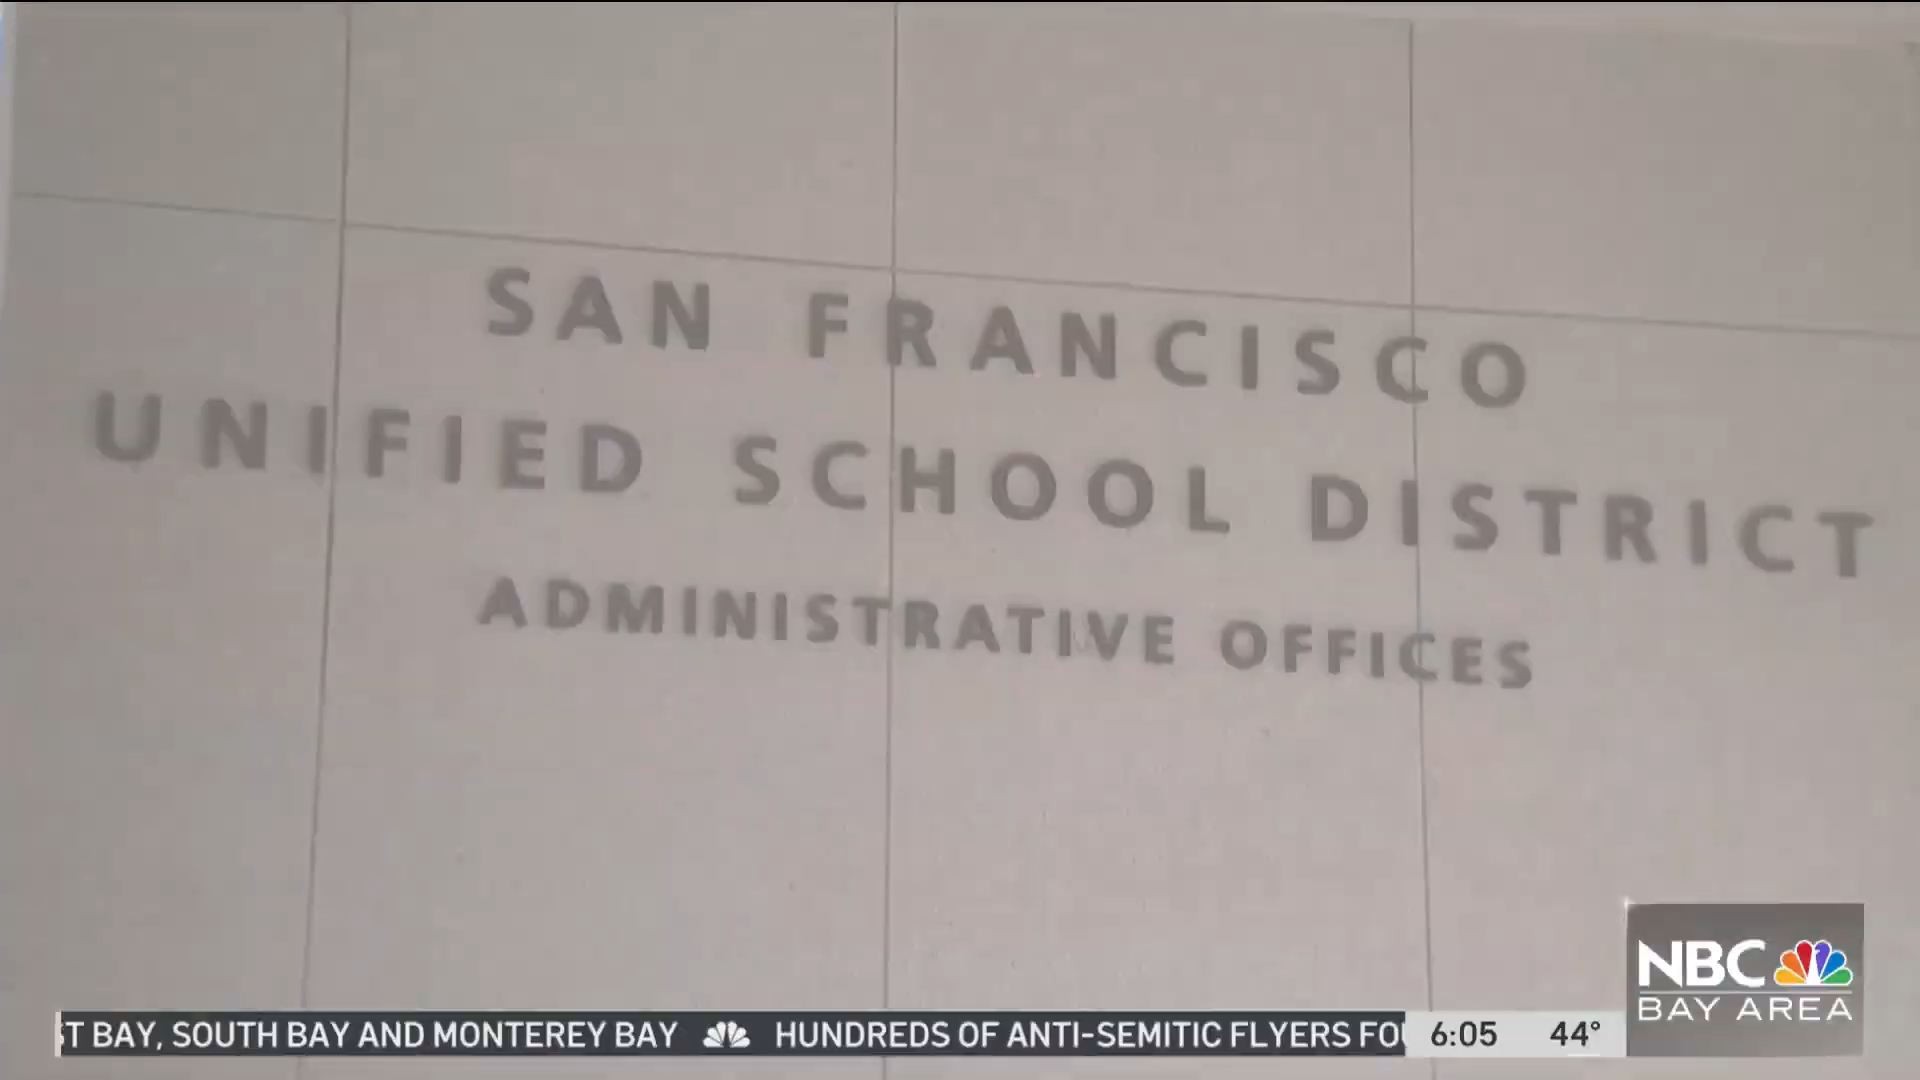 SAN FRANCISCO
UNIFIED SCHOOL DISTRICT
ADMINISTRATIVE OFFICES
NBC
BAY AREA
BAY, SOUTH BAY AND MONTEREY BAY HUNDREDS OF ANTI-SEMITIC FLYERS 6:05 44°